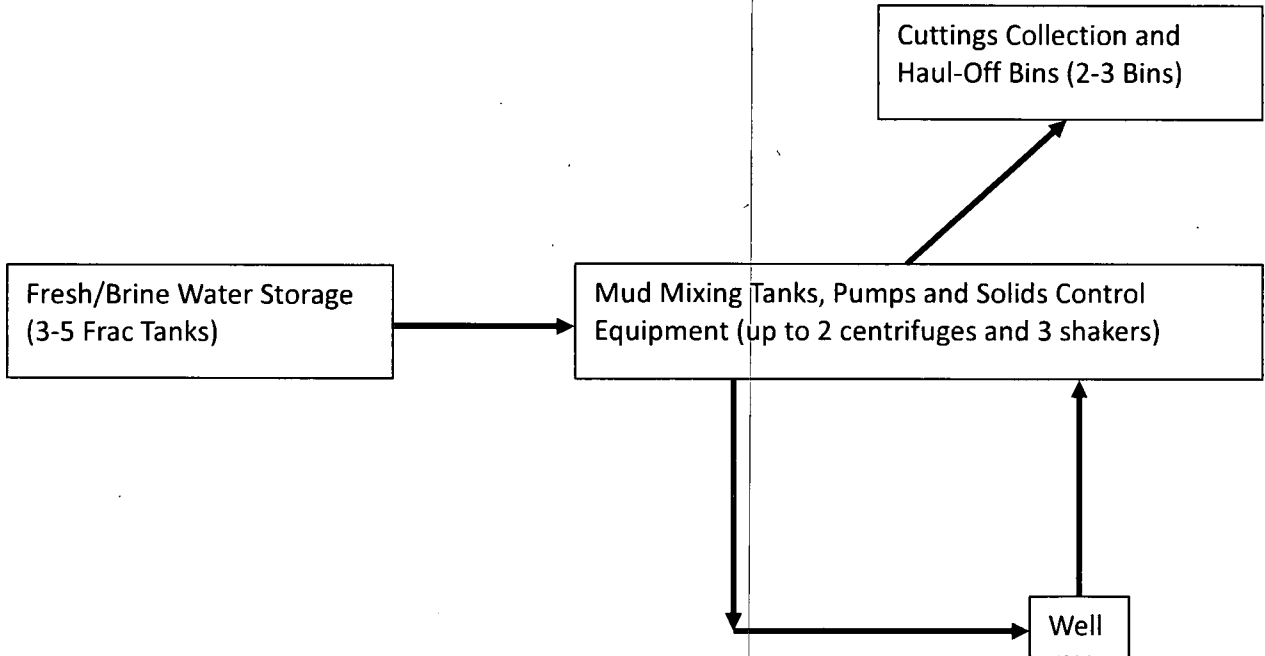 Cuttings Collection and
Haul-Off Bins (2-3 Bins)
Fresh/Brine Water Storage
(3-5 Frac Tanks)
Mud Mixing Tanks, Pumps and Solids Control
Equipment (up to 2 centrifuges and 3 shakers)
Well